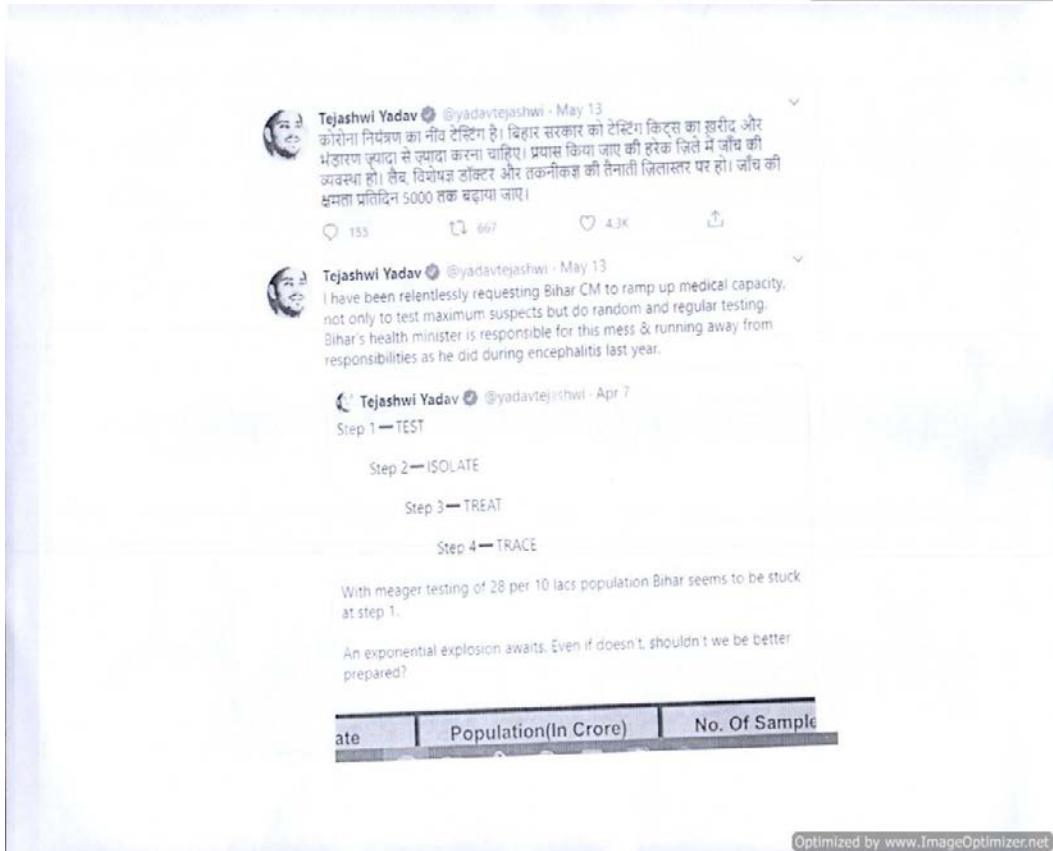 Tejashwi Yadav @yadavtejashwi · May 13
कोरोना नियंत्रण का नींव टेस्टिंग है। बिहार सरकार को टेस्टिंग किट्स का ख़रीद और
भंडारण ज़्यादा से ज़्यादा करना चाहिए। प्रयास किया जाए की हरेक ज़िले में जाँच की
व्यवस्था हो। लैब, विशेषज्ञ डॉक्टर और तकनीकज्ञ की तैनाती ज़िलास्तर पर हो। जाँच की
क्षमता प्रतिदिन 5000 तक बढ़ाया जाए।
155 667 4.3K
Tejashwi Yadav @yadavtejashwi · May 13
I have been relentlessly requesting Bihar CM to ramp up medical capacity,
not only to test maximum suspects but do random and regular testing.
Bihar's health minister is responsible for this mess & running away from
responsibilities as he did during encephalitis last year.
Tejashwi Yadav @yadavtejashwi · Apr 7
Step 1—TEST
Step 2—ISOLATE
Step 3—TREAT
Step 4—TRACE
With meager testing of 28 per 10 lacs population Bihar seems to be stuck
at step 1.
An exponential explosion awaits. Even if doesn't, shouldn't we be better
prepared?
ate Population(In Crore) No. Of Sample
Optimized by www.ImageOptimizer.net